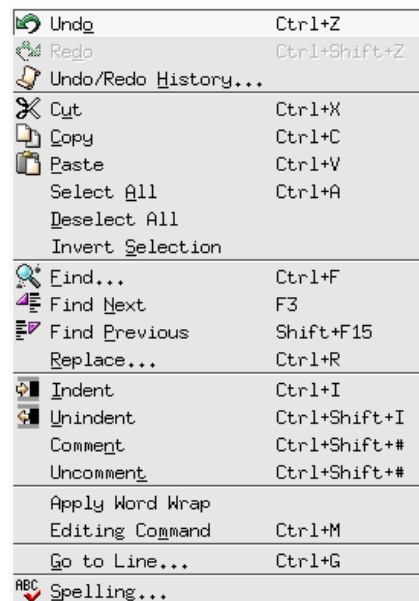 Undo Ctrl+Z
Redo Ctrl+Shift+Z
Undo/Redo History...
Cut Ctrl+X
Copy Ctrl+C
Paste Ctrl+V
Select All Ctrl+A
Deselect All
Invert Selection
Find... Ctrl+F
Find Next F3
Find Previous Shift+F15
Replace... Ctrl+R
Indent Ctrl+I
Unindent Ctrl+Shift+I
Comment Ctrl+Shift+#
Uncomment Ctrl+Shift+#
Apply Word Wrap
Editing Command Ctrl+M
Go to Line... Ctrl+G
ABC Spelling...